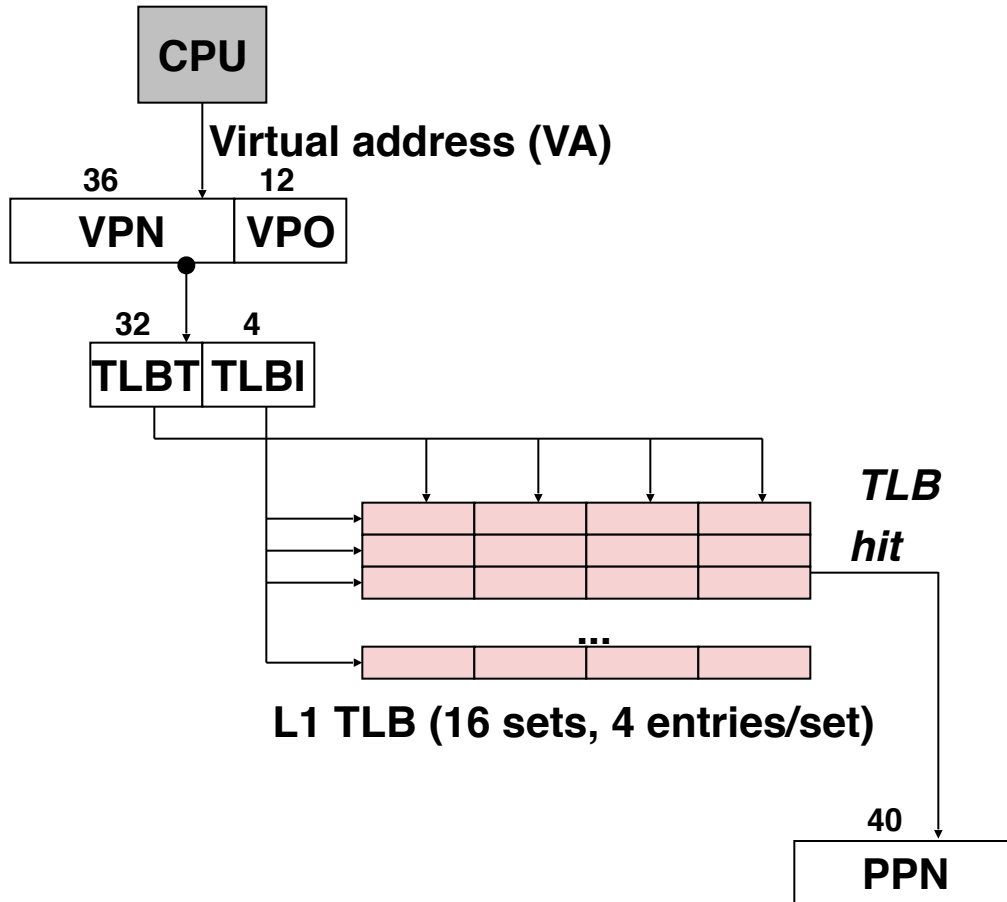 CPU
Virtual address (VA)
36 12
VPN VPO
32 4
TLBT TLBI
TLB
hit
...
L1 TLB (16 sets, 4 entries/set)
40
PPN